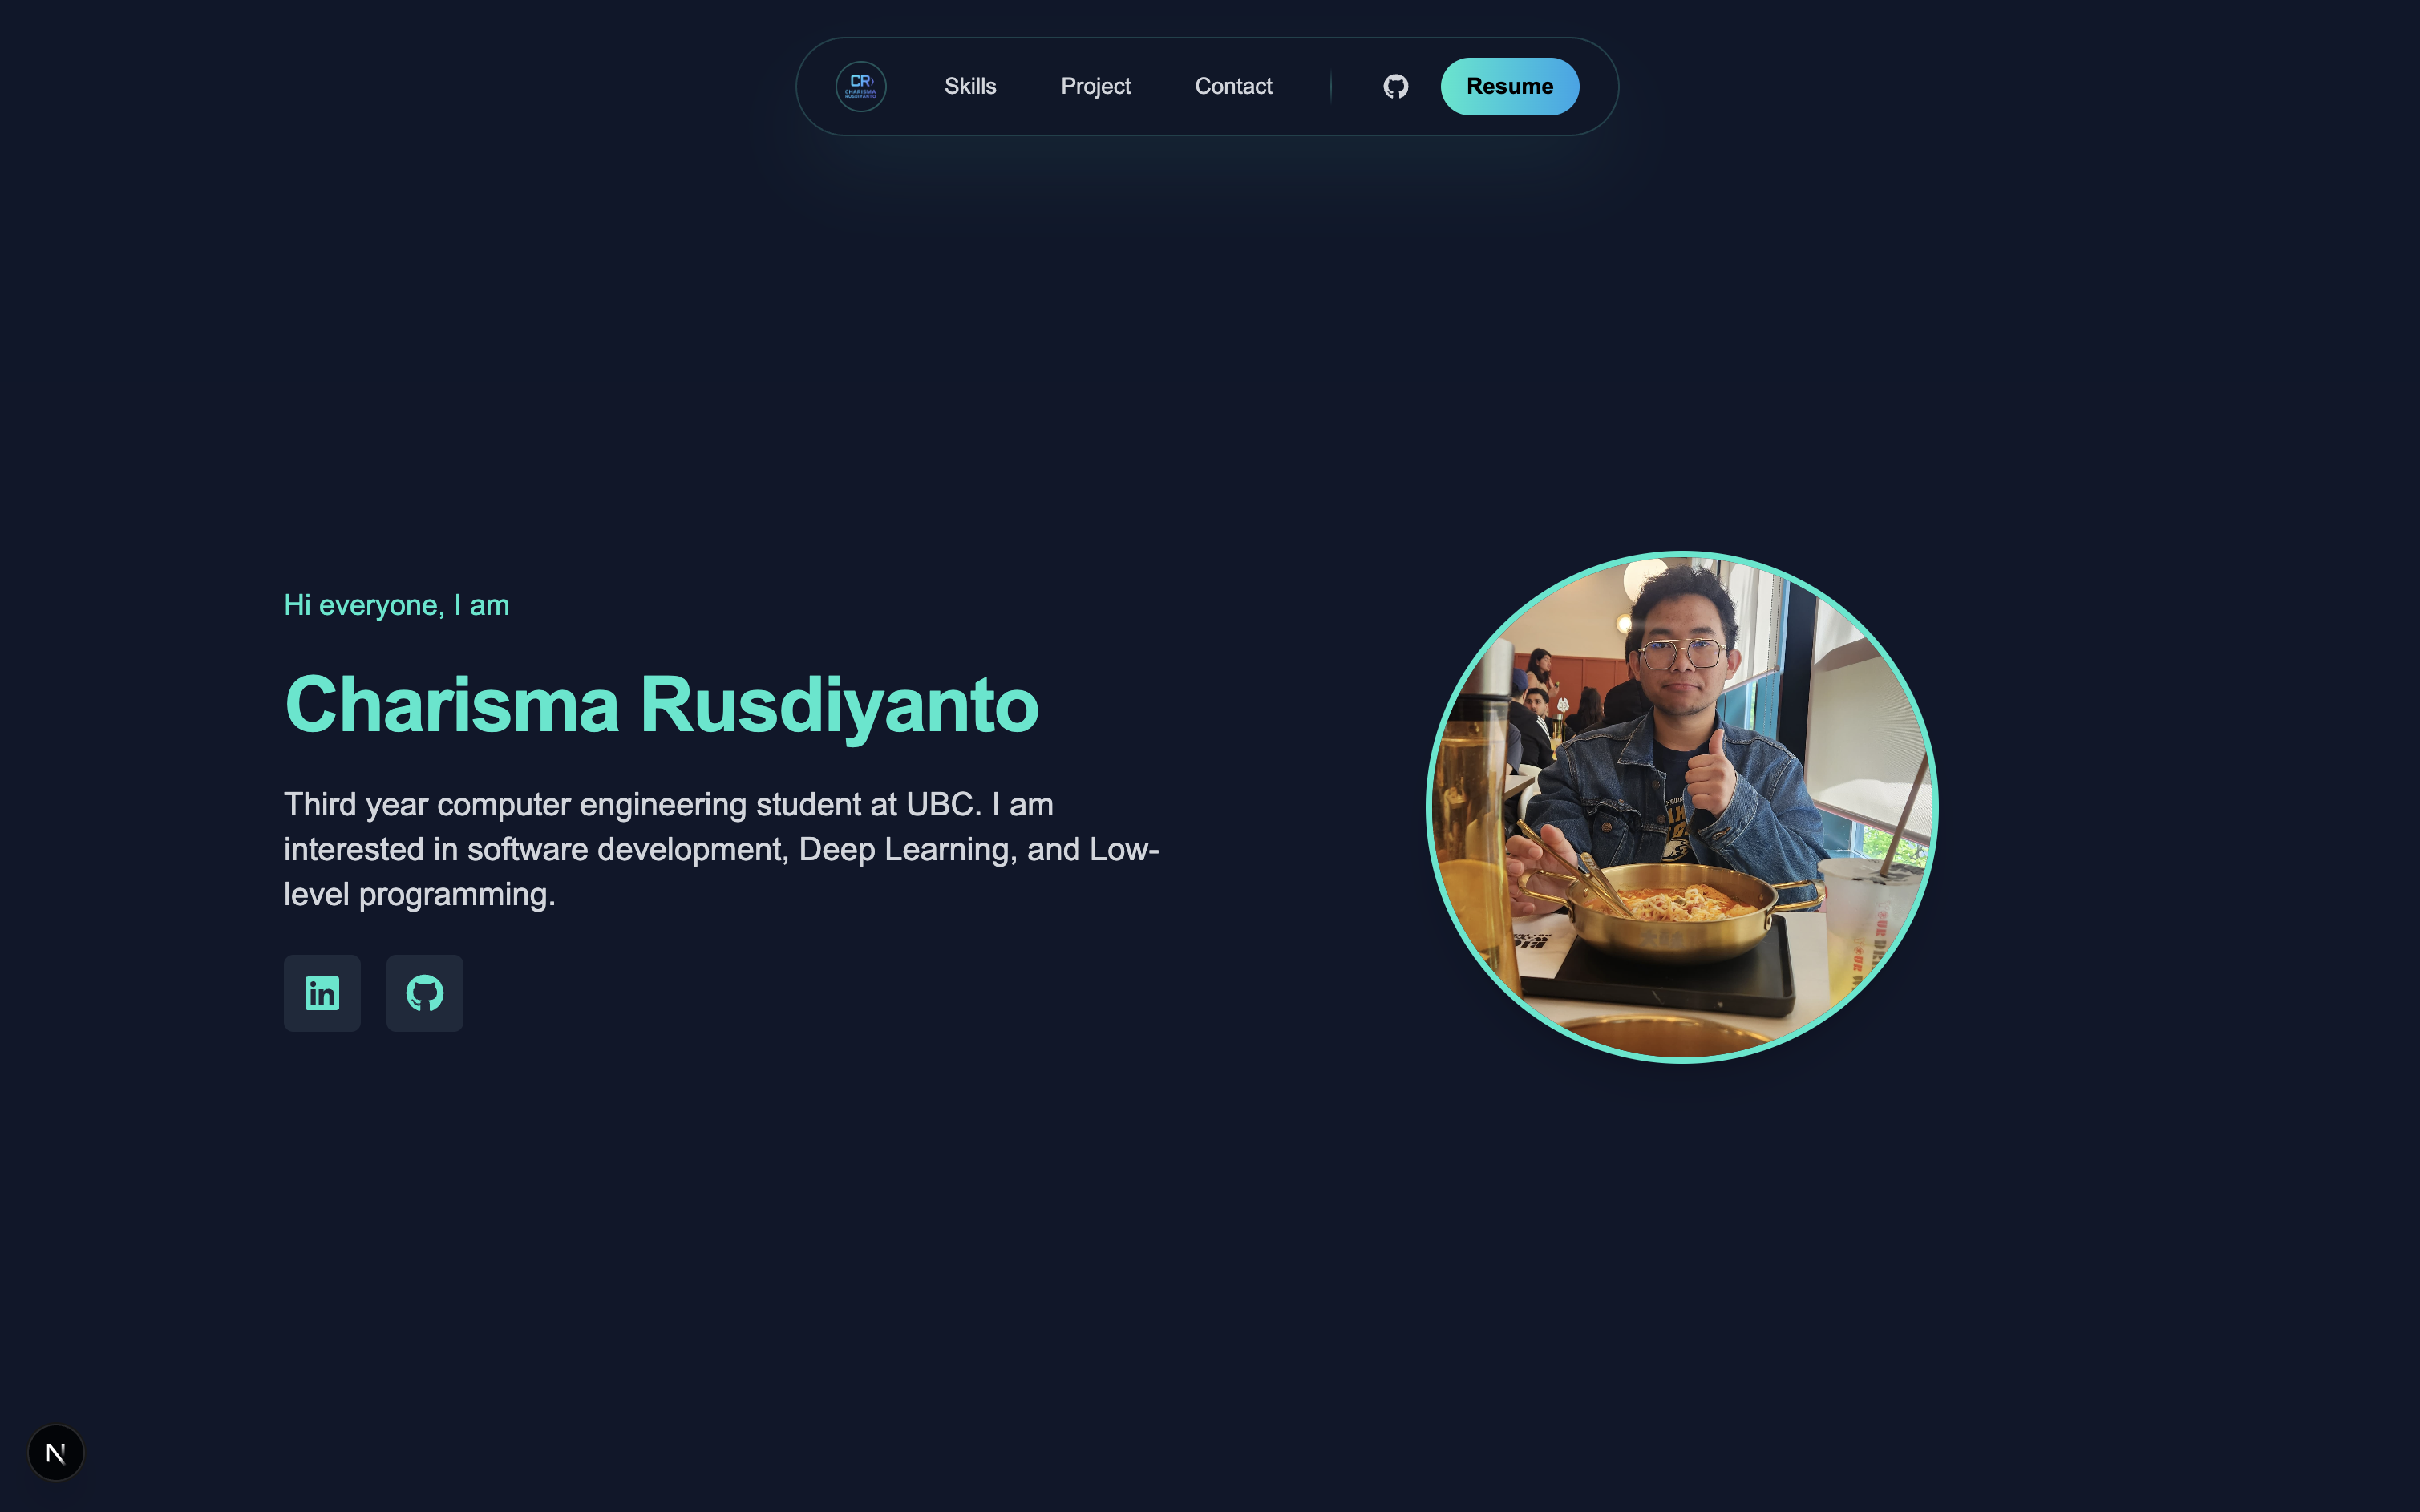 CR
CHARISMA
RUSDIYANTO
Skills
Project
Contact
Resume
Hi everyone, I am
Charisma Rusdiyanto
Third year computer engineering student at UBC. I am
interested in software development, Deep Learning, and Low-
level programming.
in
N